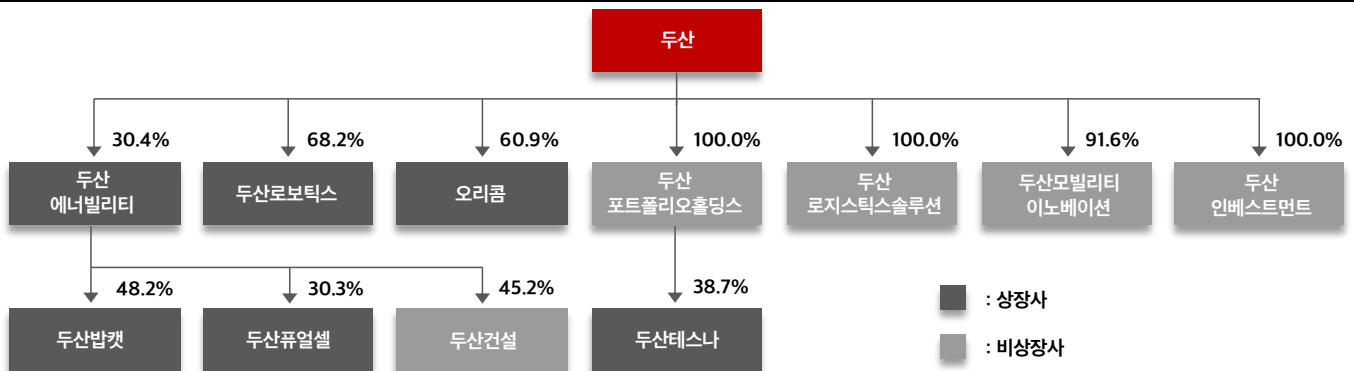 두산
30.4%
68.2%
60.9%
100.0%
100.0%
91.6%
100.0%
두산
에너빌리티
두산로보틱스
오리콤
두산
포트폴리오홀딩스
두산
로지스틱스솔루션
두산모빌리티
이노베이션
두산
인베스트먼트
48.2%
30.3%
45.2%
38.7%
두산밥캣
두산퓨얼셀
두산건설
두산테스나
: 상장사
: 비상장사